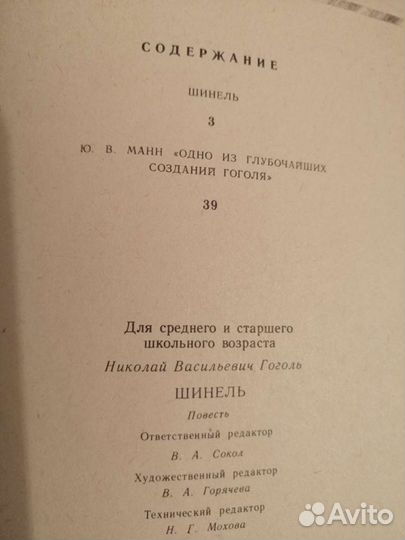 СОДЕРЖАНИЕ
ШИНЕЛЬ
3
Ю. В. МАНН «ОДНО ИЗ ГЛУБОЧАЙШИХ
СОЗДАНИЙ ГОГОЛЯ»
39
Для среднего и старшего
школьного возраста
Николай Васильевич Гоголь
ШИНЕЛЬ
Повесть
Ответственный редактор
В. А. Сокол
Художественный редактор
В. А. Горячева
Технический редактор
Н. Г. Мохова
Avito